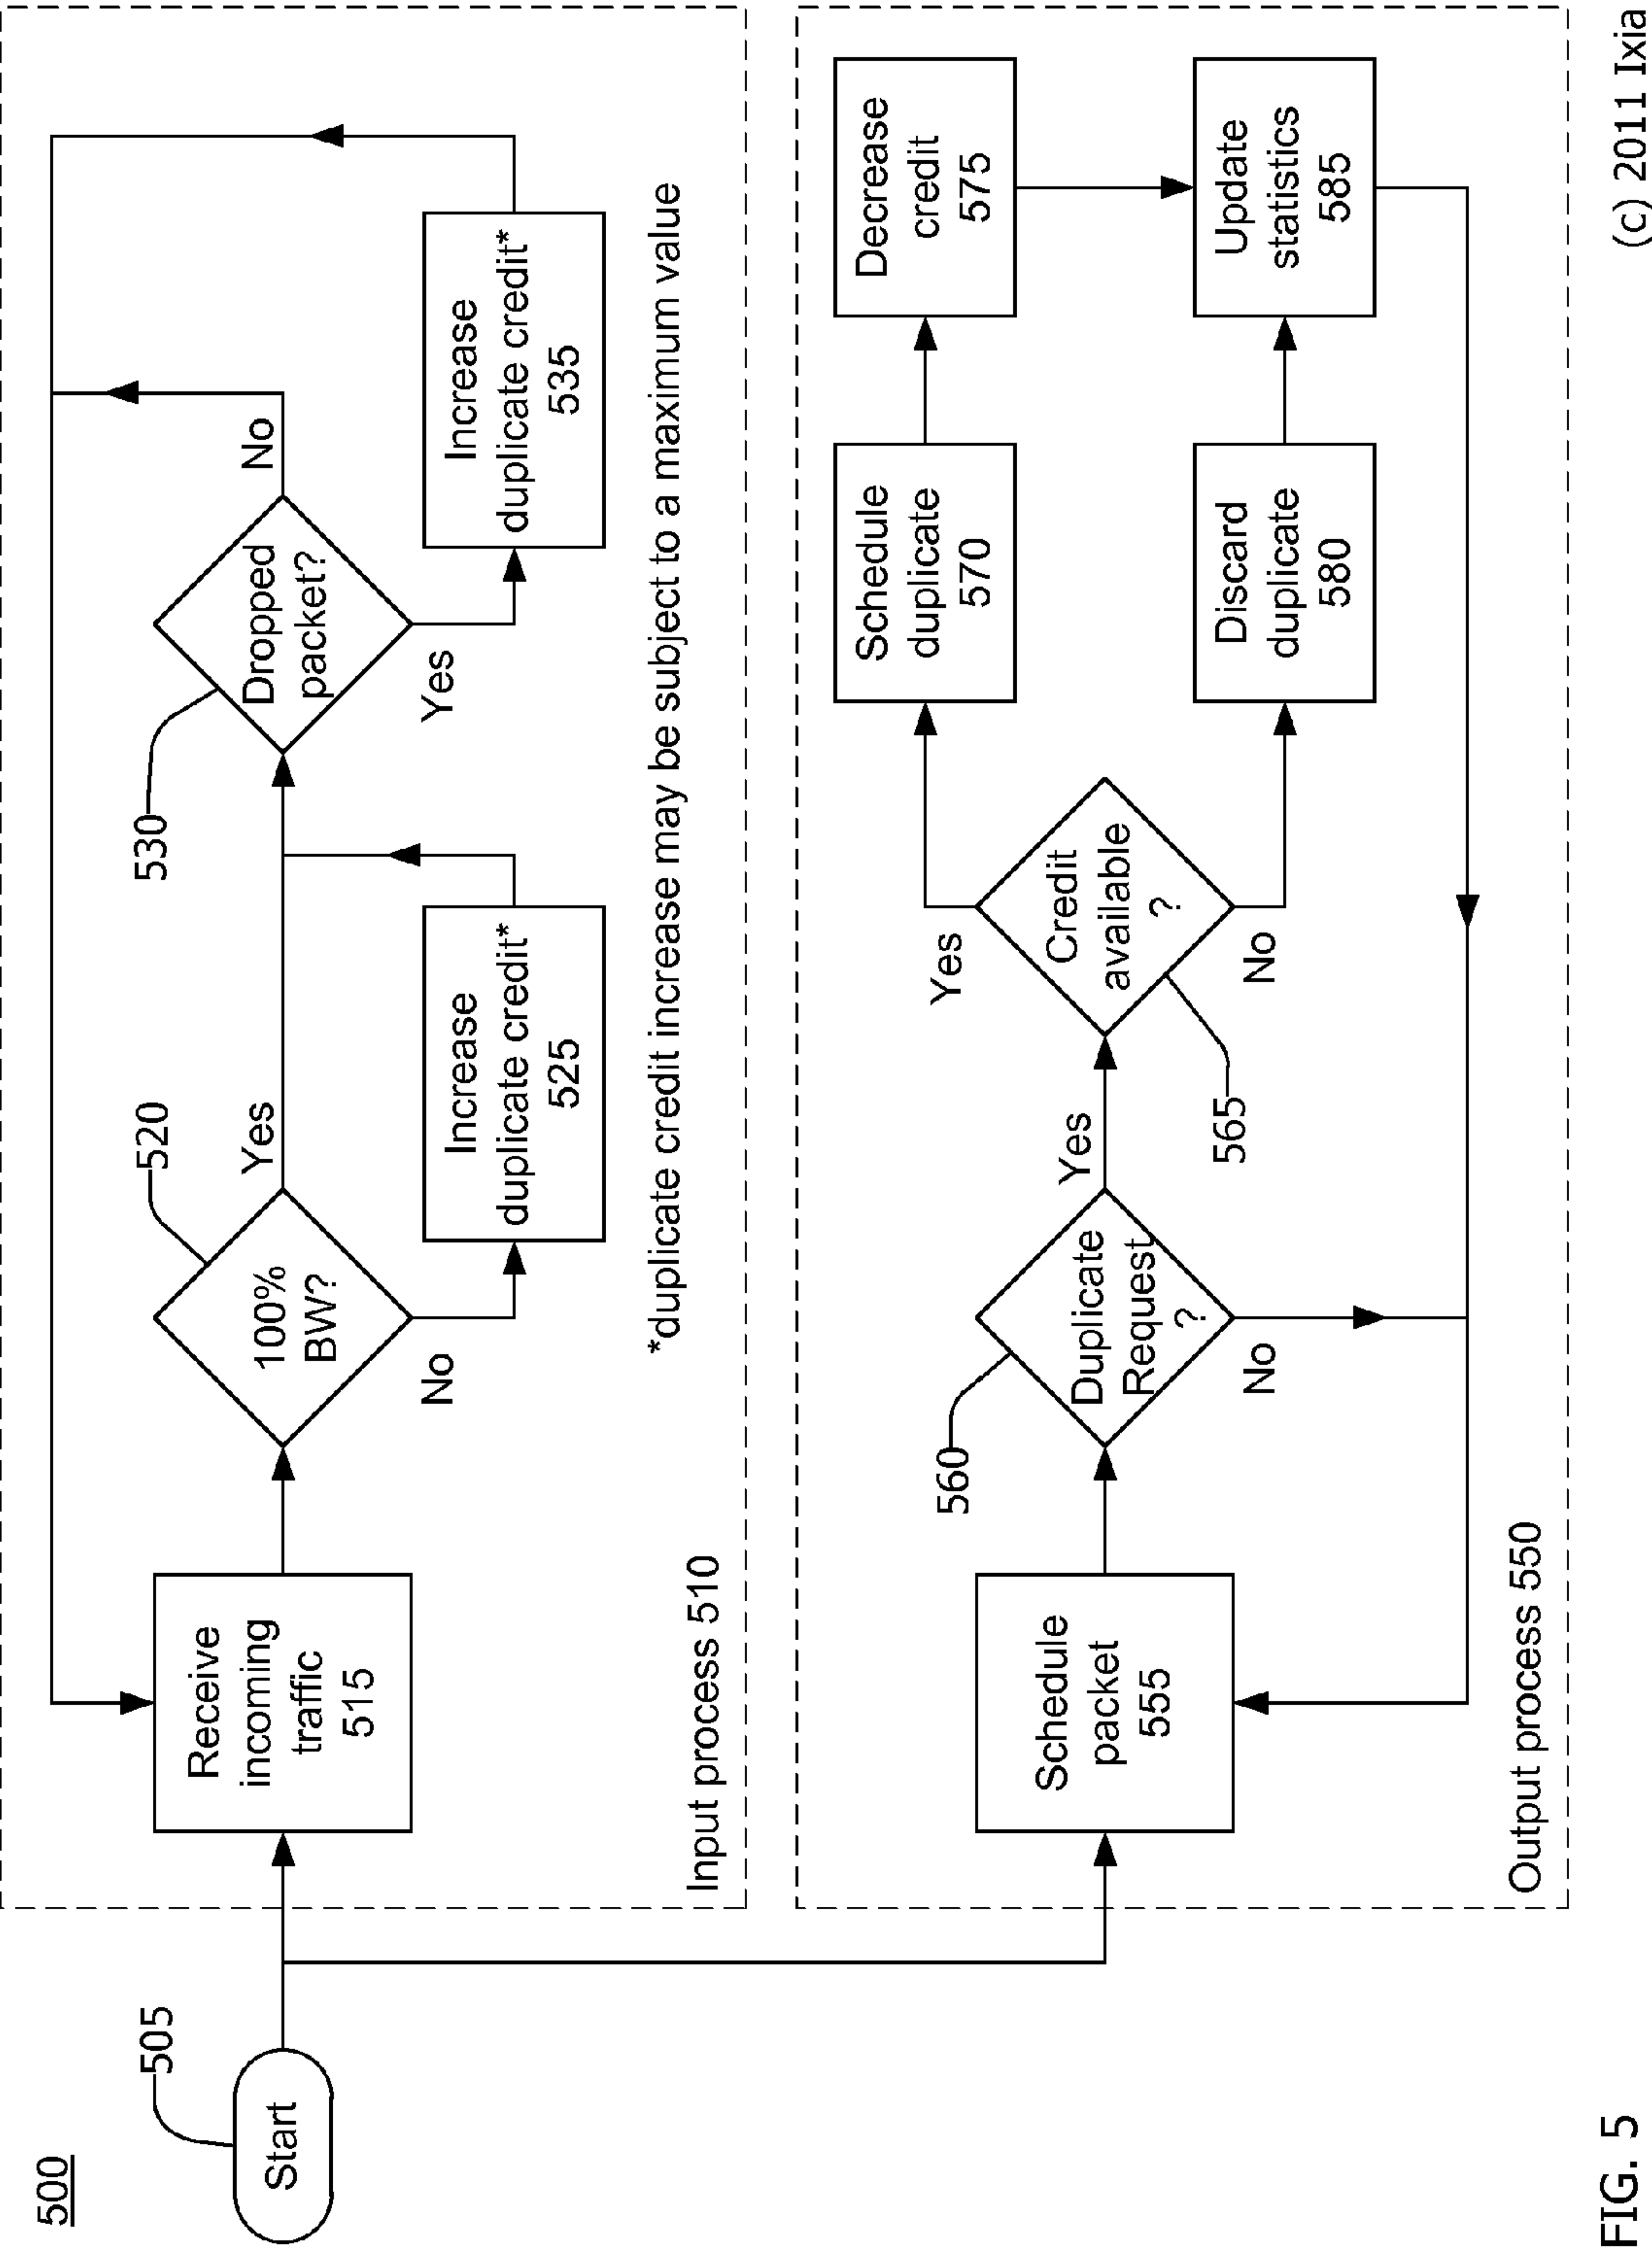 500
505
Start
Receive
incoming
traffic
515
520
100%
BW?
Yes
No
Increase
duplicate credit*
525
530
Dropped
packet?
No
Yes
Increase
duplicate credit*
535
*duplicate credit increase may be subject to a maximum value
Input process 510
Schedule
packet
555
560
Duplicate
Request
?
Yes
No
565
Credit
available
?
Yes
No
Schedule
duplicate
570
Decrease
credit
575
Discard
duplicate
580
Update
statistics
585
Output process 550
FIG. 5
(c) 2011 Ixia